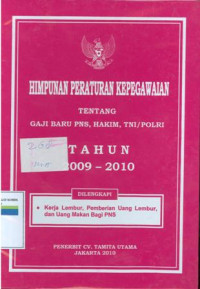 HIMPUNAN PERATURAN KEPEGAWAIAN
TENTANG
GAJI BARU PNS, HAKIM, TNI/POLRI
TAHUN
2009 - 2010
DILENGKAPI
• Kerja Lembur, Pemberian Uang Lembur,
dan Uang Makan Bagi PNS
PENERBIT CV. TAMITA UTAMA
JAKARTA 2010